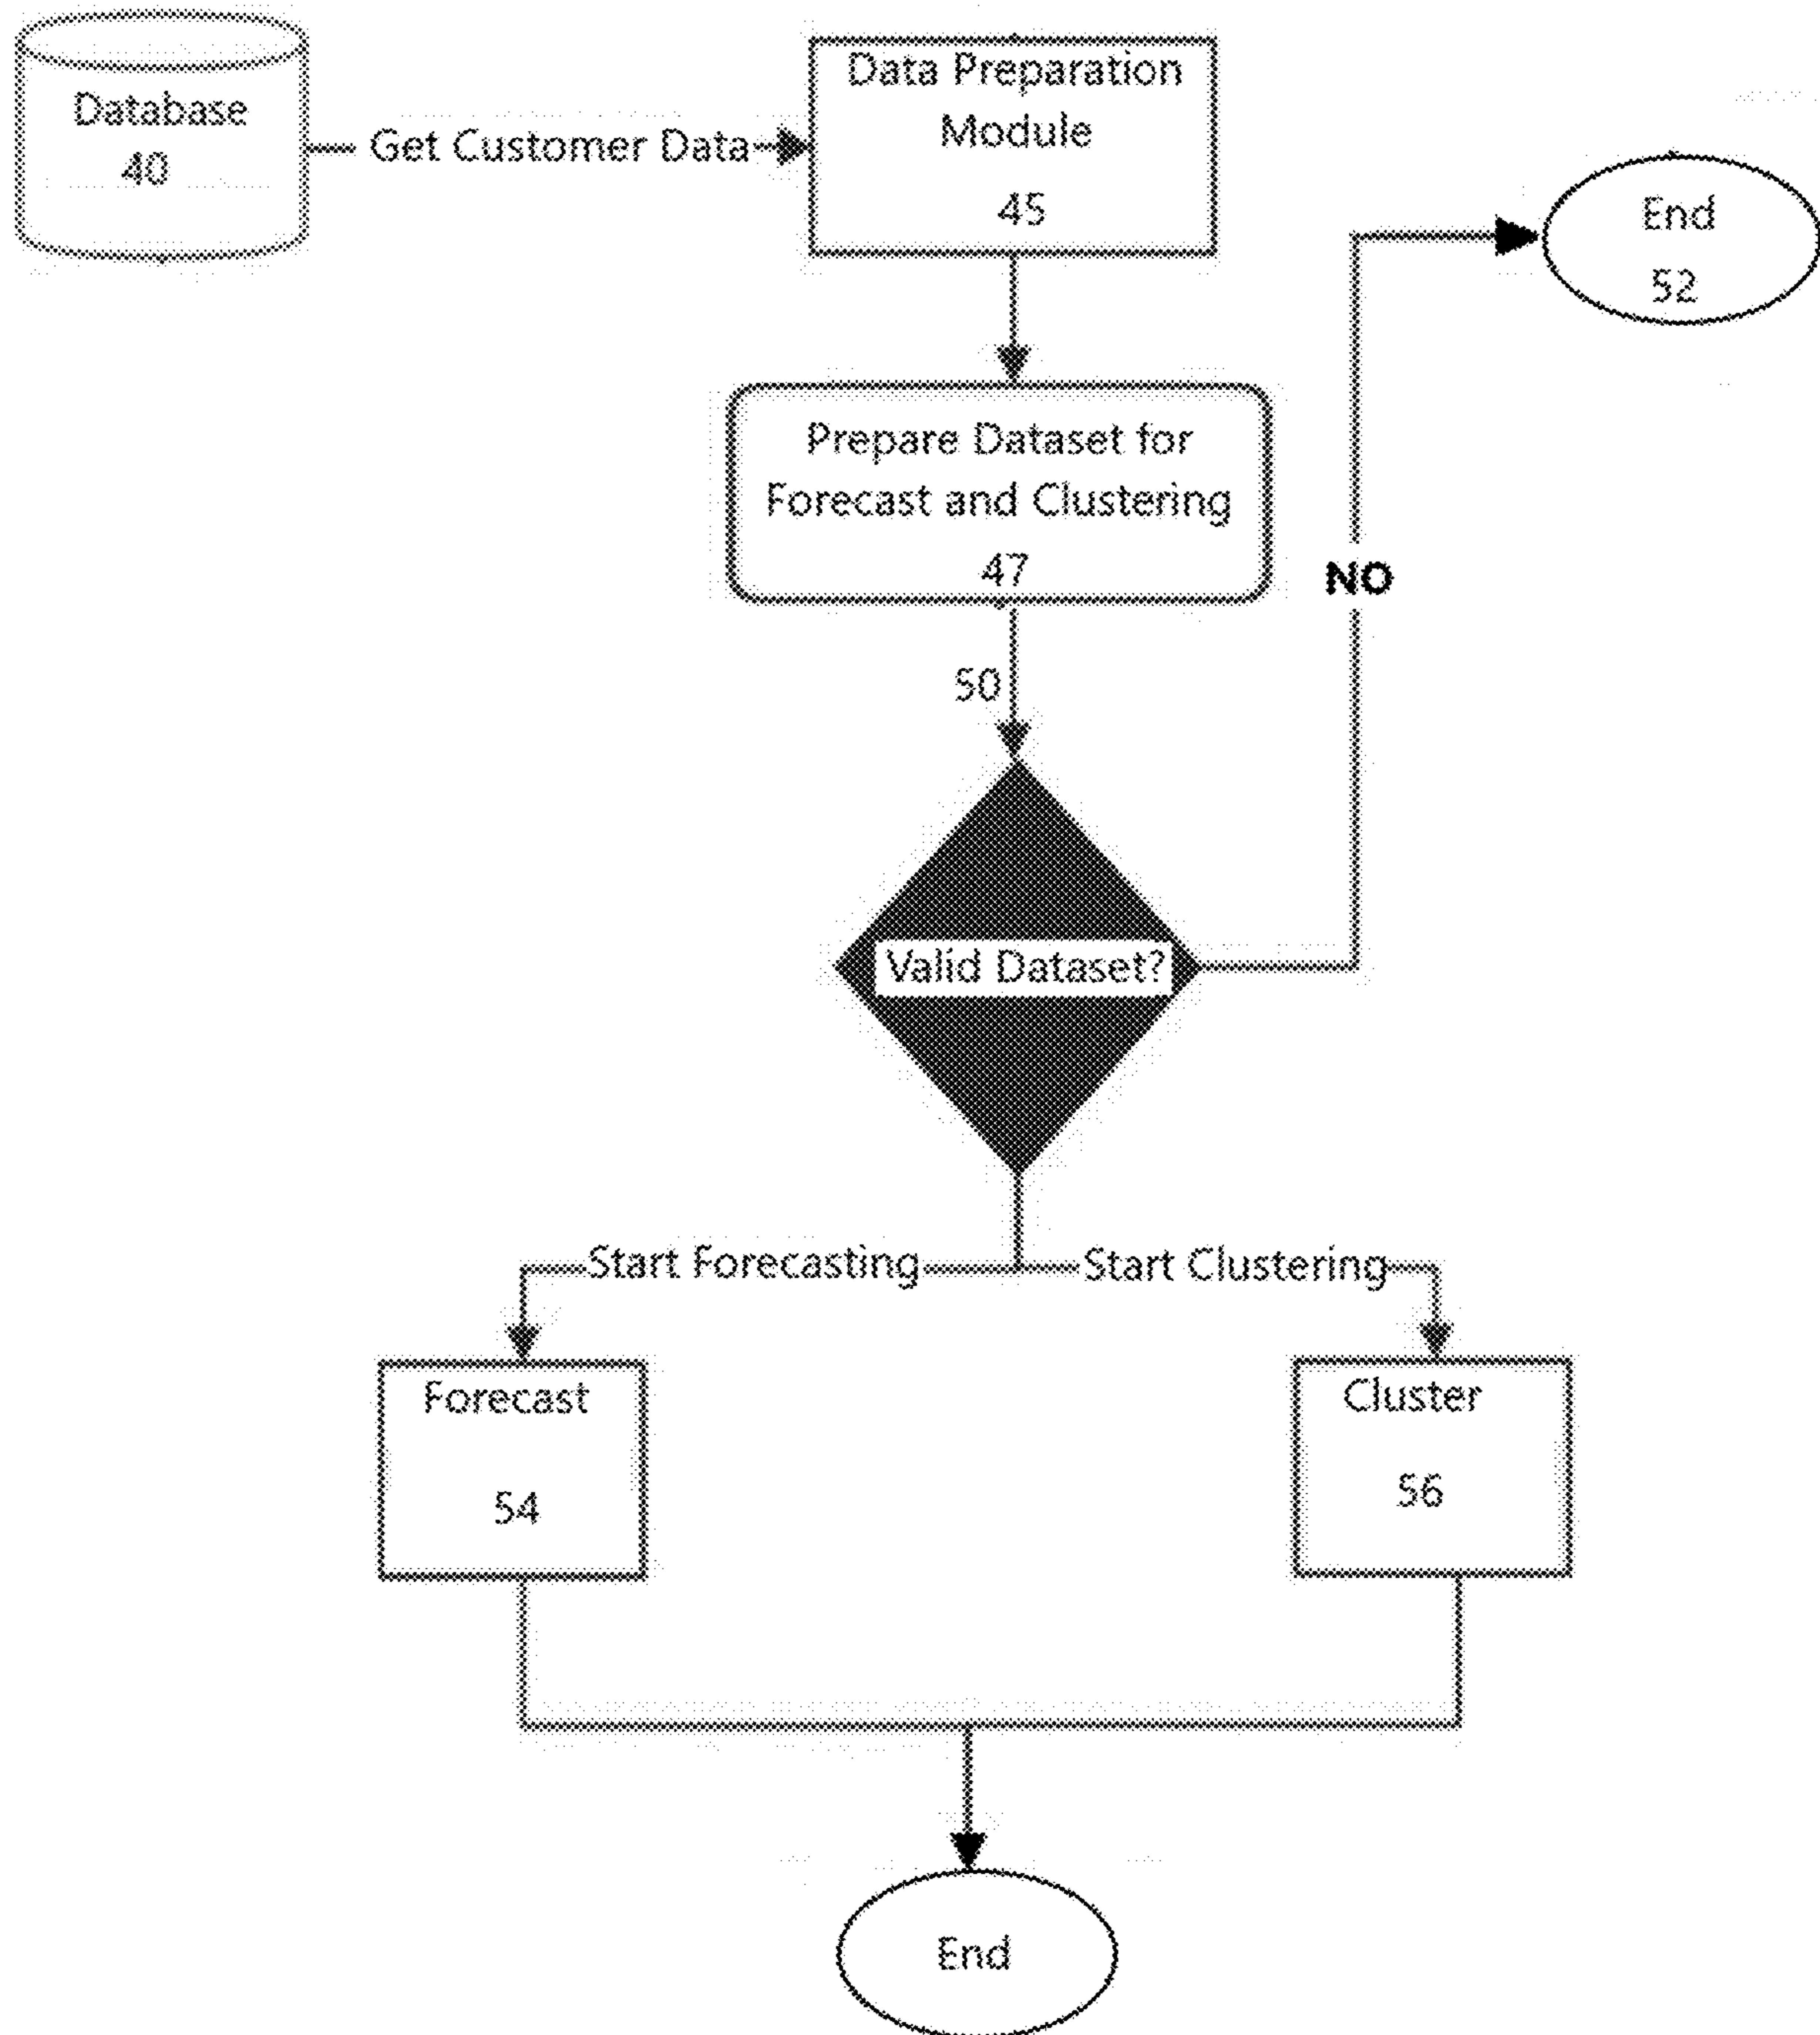 Database
40
Get Customer Data
Data Preparation
Module
45
End
52
Prepare Dataset for
Forecast and Clustering
47
NO
50
Valid Dataset?
Start Forecasting
Start Clustering
Forecast
54
Cluster
56
End